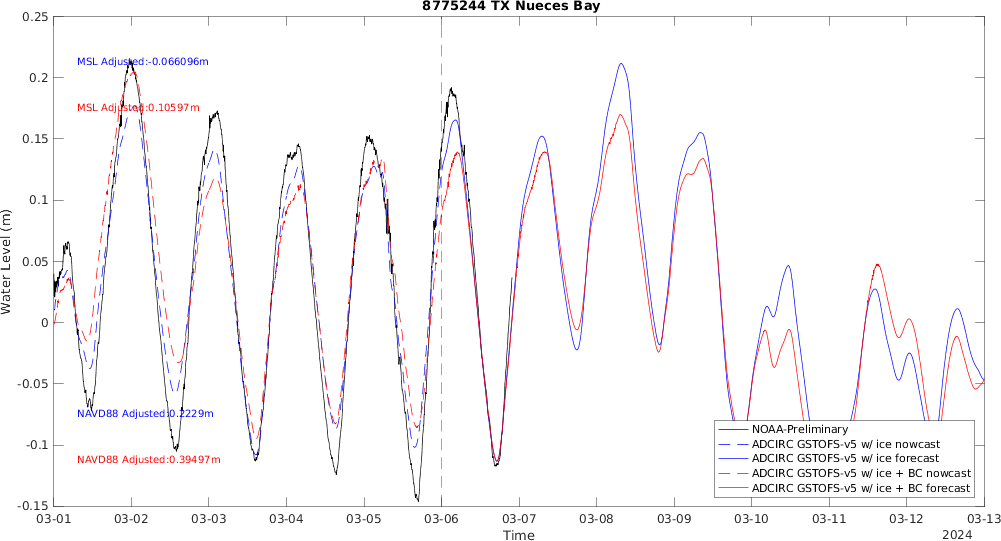 8775244 TX Nueces Bay
0.25
0.2
0.15
0.1
0.05
0
-0.05
-0.1
-0.15
Water Level (m)
MSL Adjusted:-0.066096m
MSL Adjusted:0.10597m
NAVD88 Adjusted:0.2229m
NAVD88 Adjusted:0.39497m
NOAA-Preliminary
ADCIRC GSTOFS-v5 w/ ice nowcast
ADCIRC GSTOFS-v5 w/ ice forecast
ADCIRC GSTOFS-v5 w/ ice + BC nowcast
ADCIRC GSTOFS-v5 w/ ice + BC forecast
03-01 03-02 03-03 03-04 03-05 03-06 03-07 03-08 03-09 03-10 03-11 03-12 03-13
Time
2024